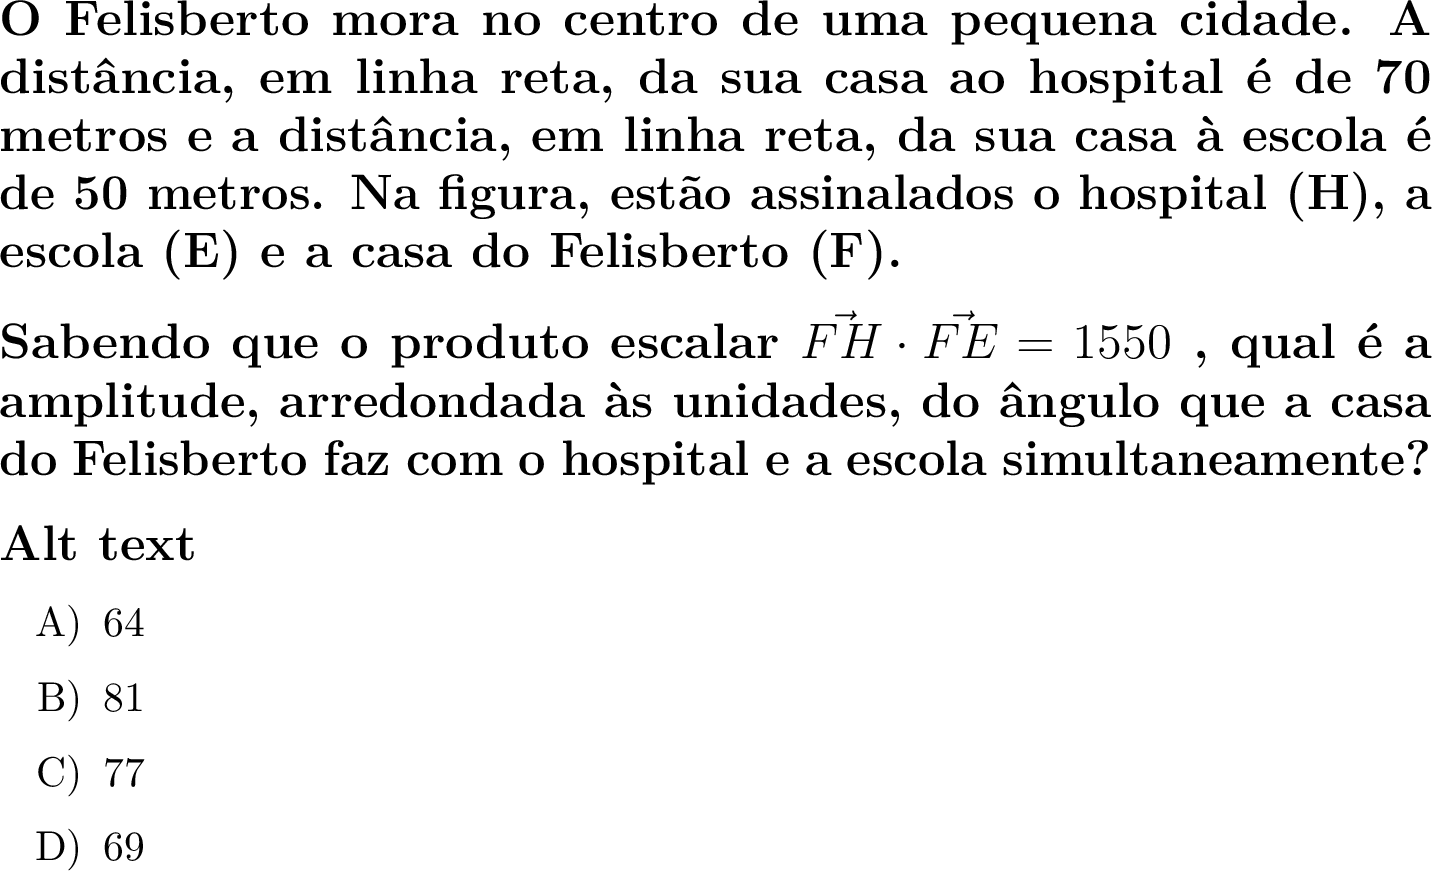 O Felisberto mora no centro de uma pequena cidade. A
distância, em linha reta, da sua casa ao hospital é de 70
metros e a distância, em linha reta, da sua casa à escola é
de 50 metros. Na figura, estão assinalados o hospital (H), a
escola (E) e a casa do Felisberto (F).
Sabendo que o produto escalar $\vec{FH} \cdot \vec{FE} = 1550$ , qual é a
amplitude, arredondada às unidades, do ângulo que a casa
do Felisberto faz com o hospital e a escola simultaneamente?
Alt text
A) 64
B) 81
C) 77
D) 69